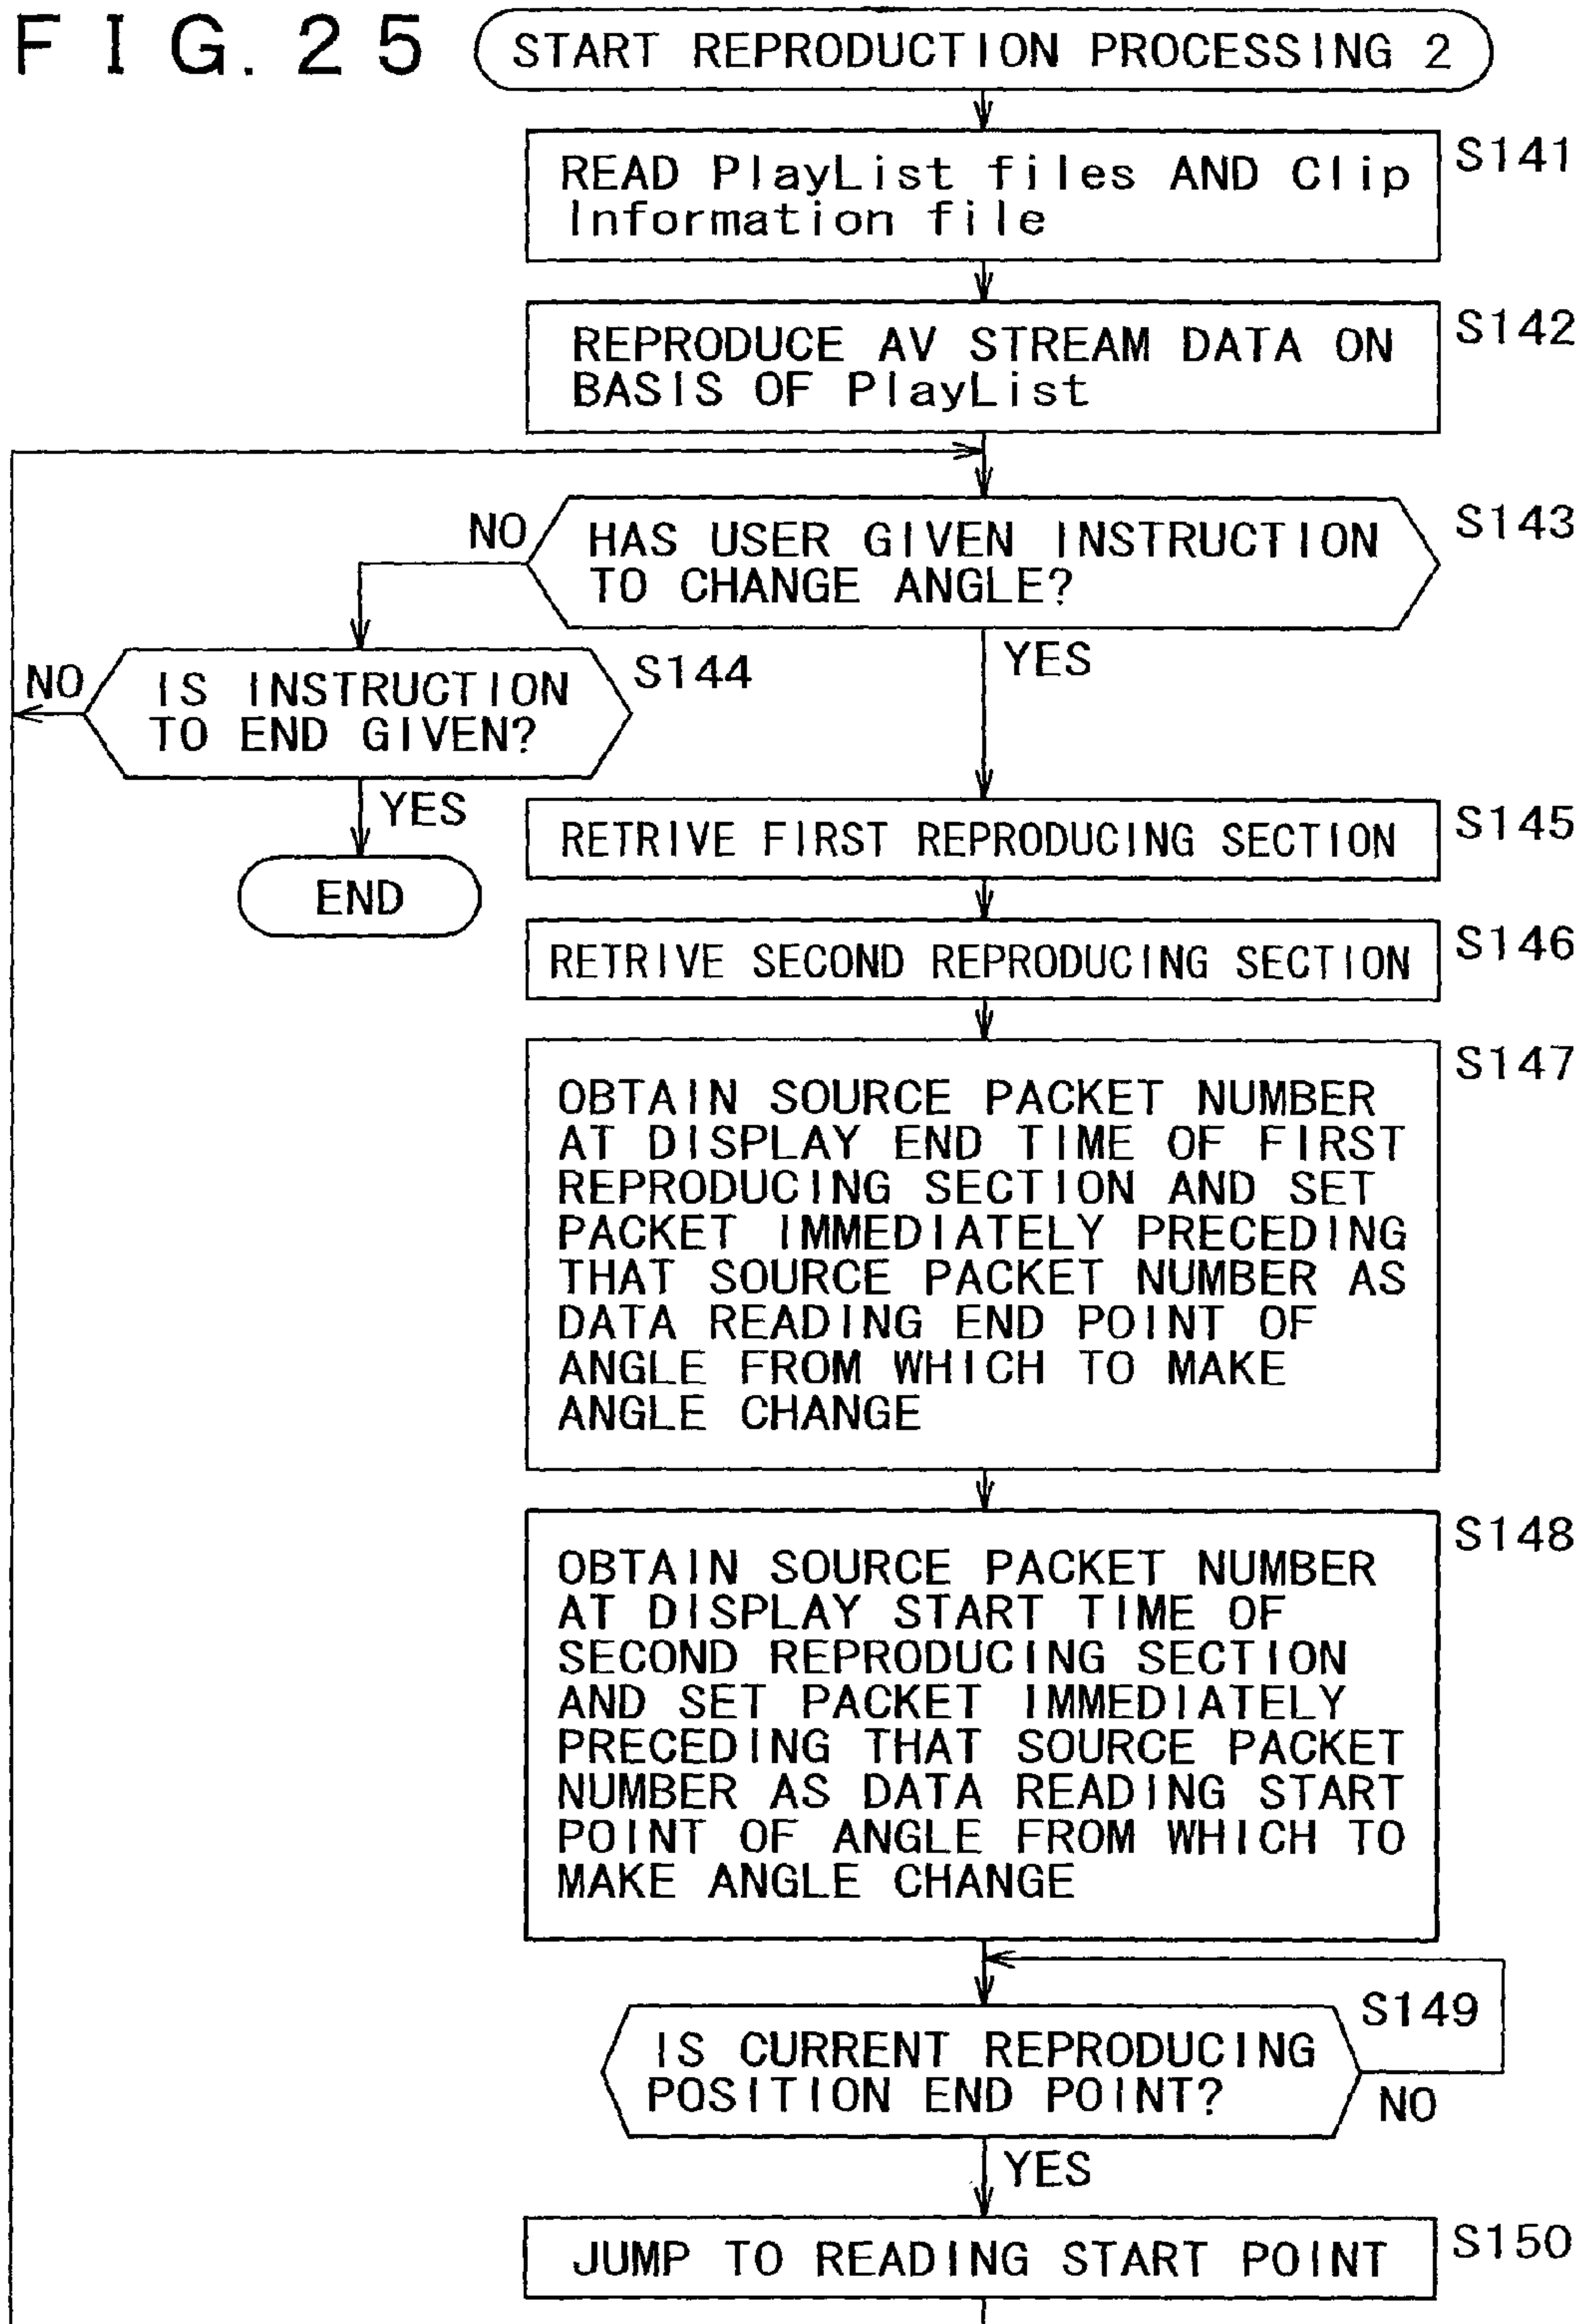 FIG. 25
START REPRODUCTION PROCESSING 2
S141
READ PlayList files AND Clip
Information file
S142
REPRODUCE AV STREAM DATA ON
BASIS OF PlayList
S143
NO
HAS USER GIVEN INSTRUCTION
TO CHANGE ANGLE?
YES
S144
NO
IS INSTRUCTION
TO END GIVEN?
YES
END
S145
RETRIVE FIRST REPRODUCING SECTION
S146
RETRIVE SECOND REPRODUCING SECTION
S147
OBTAIN SOURCE PACKET NUMBER
AT DISPLAY END TIME OF FIRST
REPRODUCING SECTION AND SET
PACKET IMMEDIATELY PRECEDING
THAT SOURCE PACKET NUMBER AS
DATA READING END POINT OF
ANGLE FROM WHICH TO MAKE
ANGLE CHANGE
S148
OBTAIN SOURCE PACKET NUMBER
AT DISPLAY START TIME OF
SECOND REPRODUCING SECTION
AND SET PACKET IMMEDIATELY
PRECEDING THAT SOURCE PACKET
NUMBER AS DATA READING START
POINT OF ANGLE FROM WHICH TO
MAKE ANGLE CHANGE
S149
IS CURRENT REPRODUCING
POSITION END POINT?
NO
YES
S150
JUMP TO READING START POINT